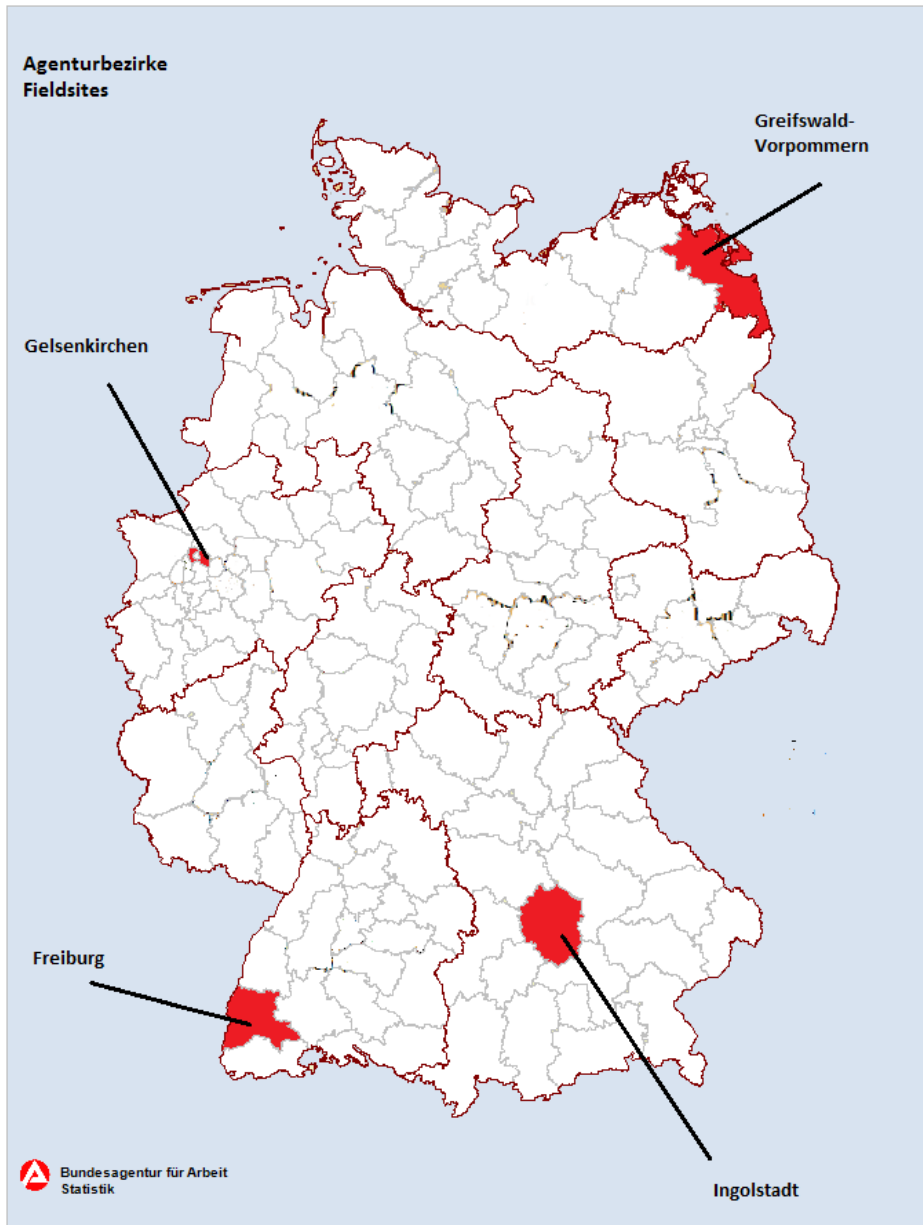 Agenturbezirke
Fieldsites
Greifswald-
Vorpommern
Gelsenkirchen
Freiburg
Ingolstadt
Bundesagentur für Arbeit
Statistik